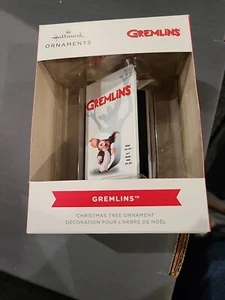 Hallmark
ORNAMENTS
GREMLINS
GREMLINS
GREMLINS™
CHRISTMAS TREE ORNAMENT
DÉCORATION POUR L'ARBRE DE NOËL